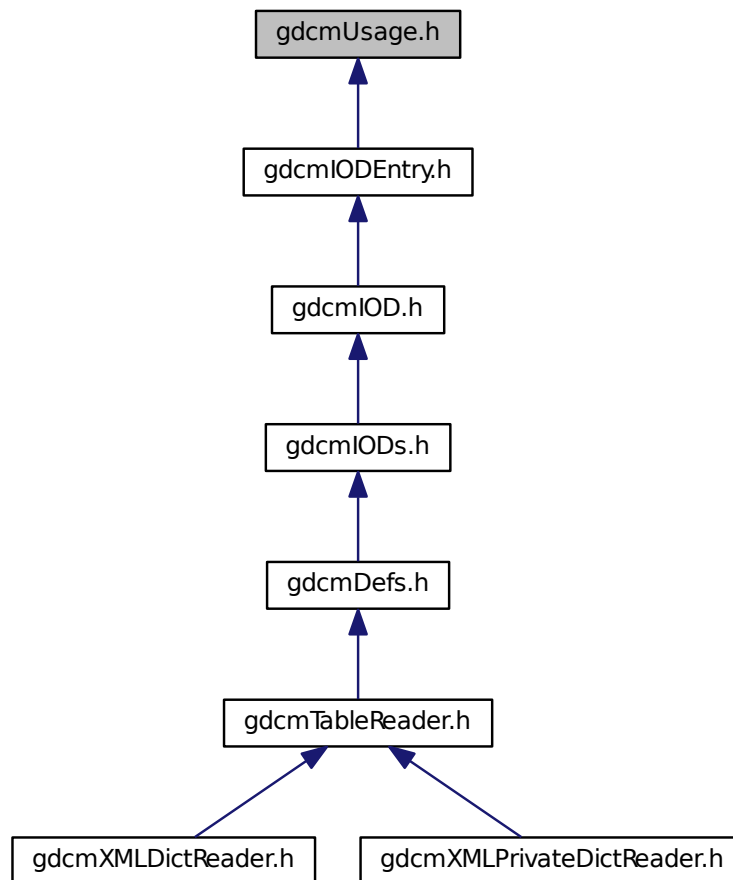 gdcmUsage.h
gdcmIODEntry.h
gdcmIOD.h
gdcmIODs.h
gdcmDefs.h
gdcmTableReader.h
gdcmXMLDictReader.h
gdcmXMLPrivateDictReader.h